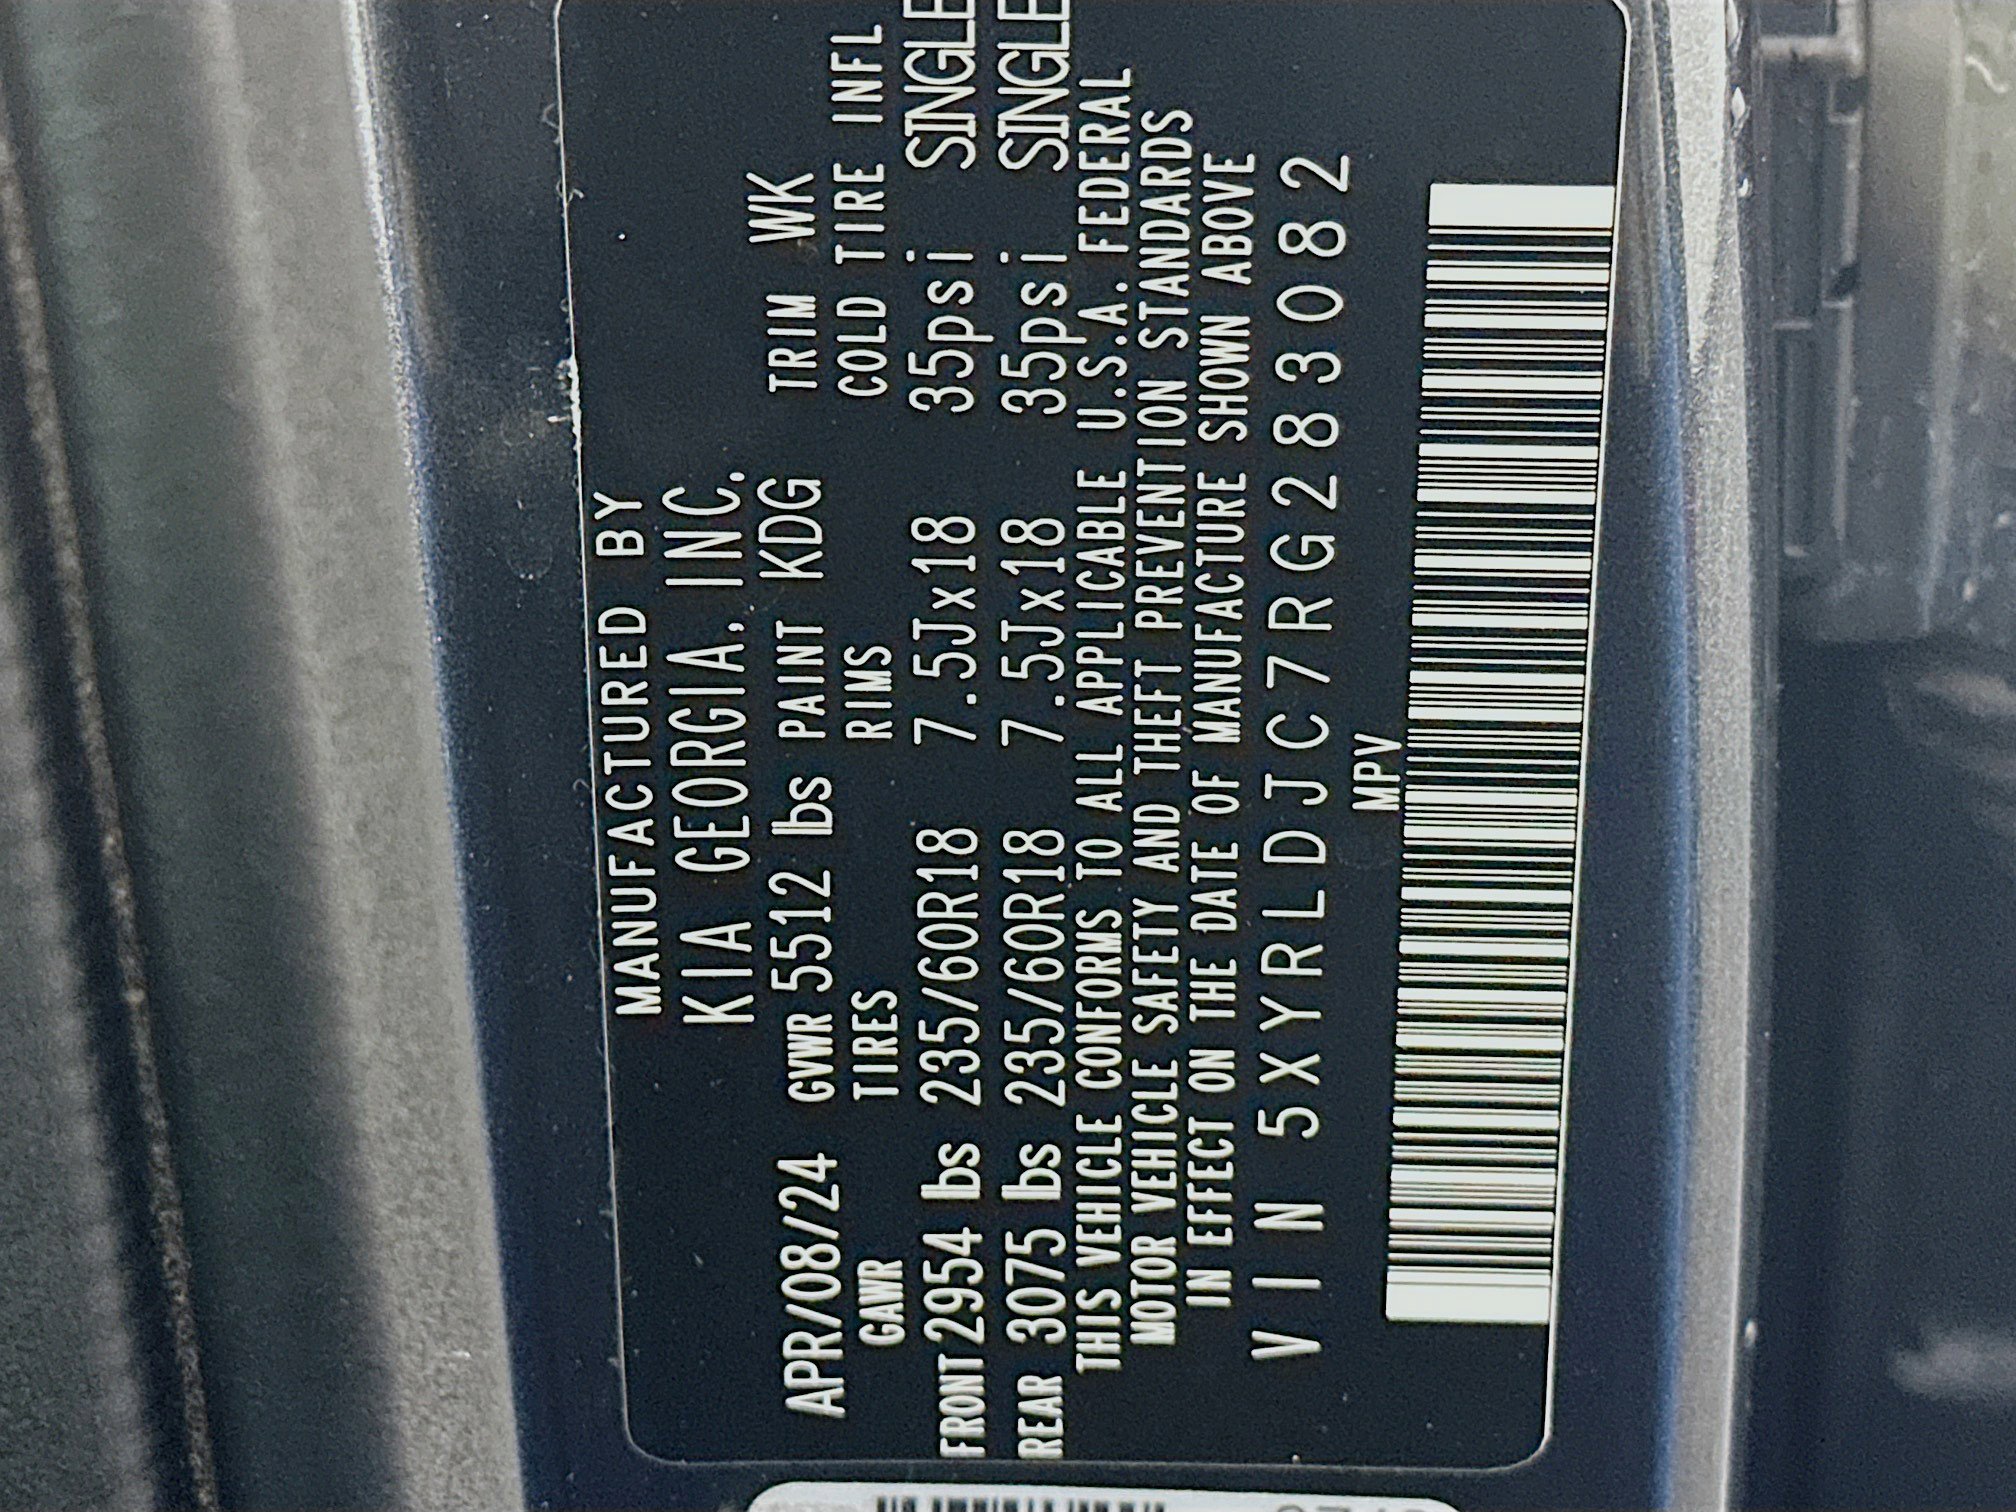 MANUFACTURED BY
KIA GEORGIA, INC.
APR/08/24 GVWR 5512 lbs PAINT KDG TRIM WK
GAWR TIRES RIMS COLD TIRE INFL
FRONT 2954 lbs 235/60R18 7.5Jx18 35psi SINGLE
REAR 3075 lbs 235/60R18 7.5Jx18 35psi SINGLE
THIS VEHICLE CONFORMS TO ALL APPLICABLE U.S.A. FEDERAL
MOTOR VEHICLE SAFETY AND THEFT PREVENTION STANDARDS
IN EFFECT ON THE DATE OF MANUFACTURE SHOWN ABOVE
VIN 5XYRLDJC7RG283082
MPV